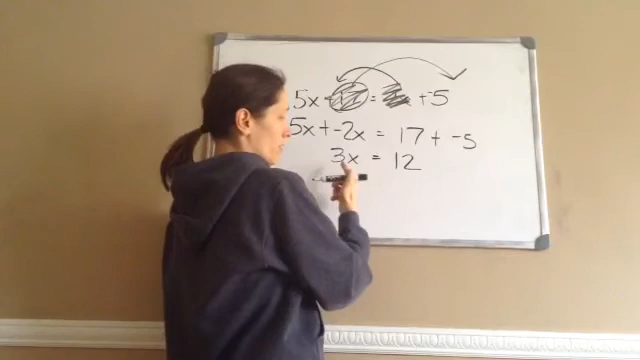 5x = + -5
5x + -2x = 17 + -5
3x = 12